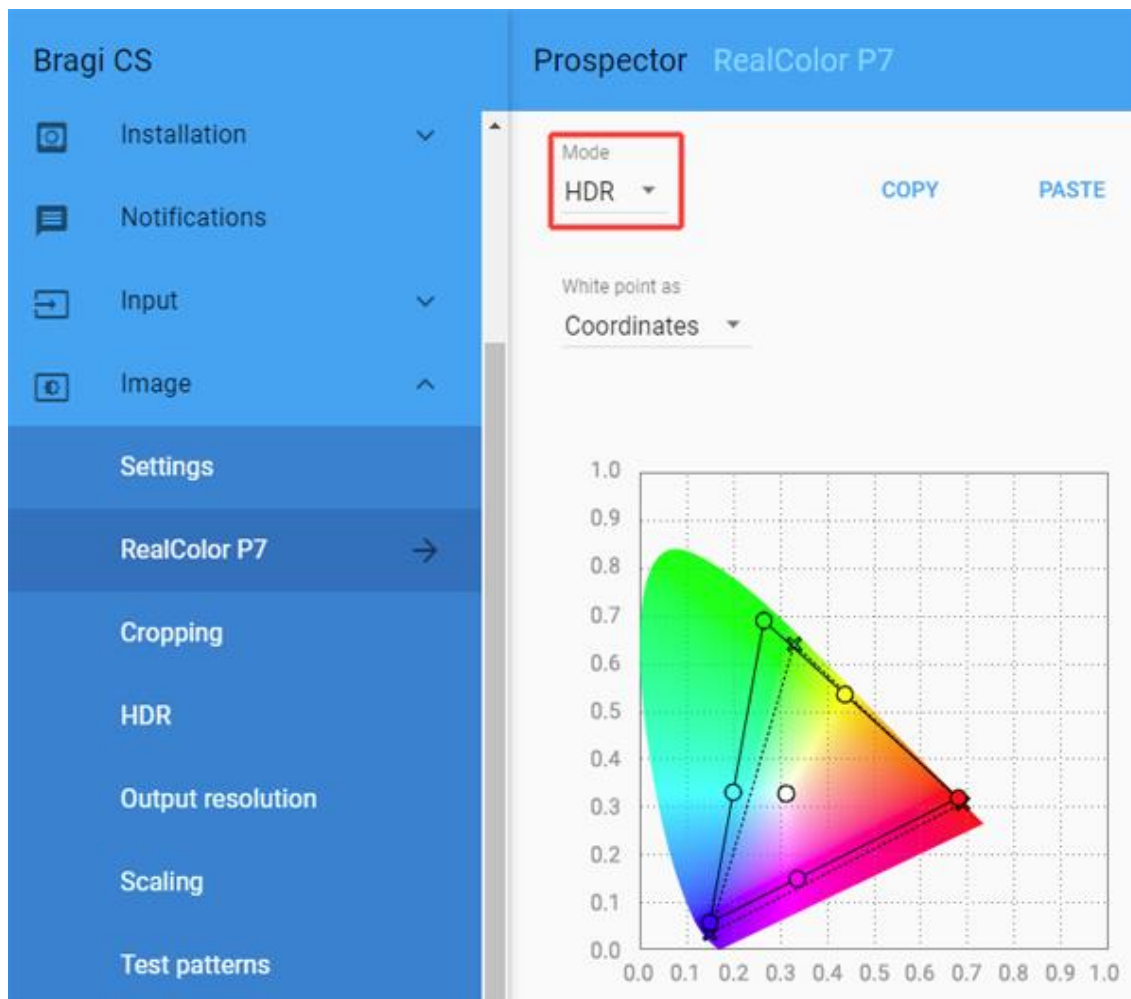 Bragi CS
Installation
Notifications
Input
Image
Settings
RealColor P7
Cropping
HDR
Output resolution
Scaling
Test patterns
Prospector RealColor P7
Mode
HDR
COPY PASTE
White point as
Coordinates
1.0
0.9
0.8
0.7
0.6
0.5
0.4
0.3
0.2
0.1
0.0
0.0 0.1 0.2 0.3 0.4 0.5 0.6 0.7 0.8 0.9 1.0